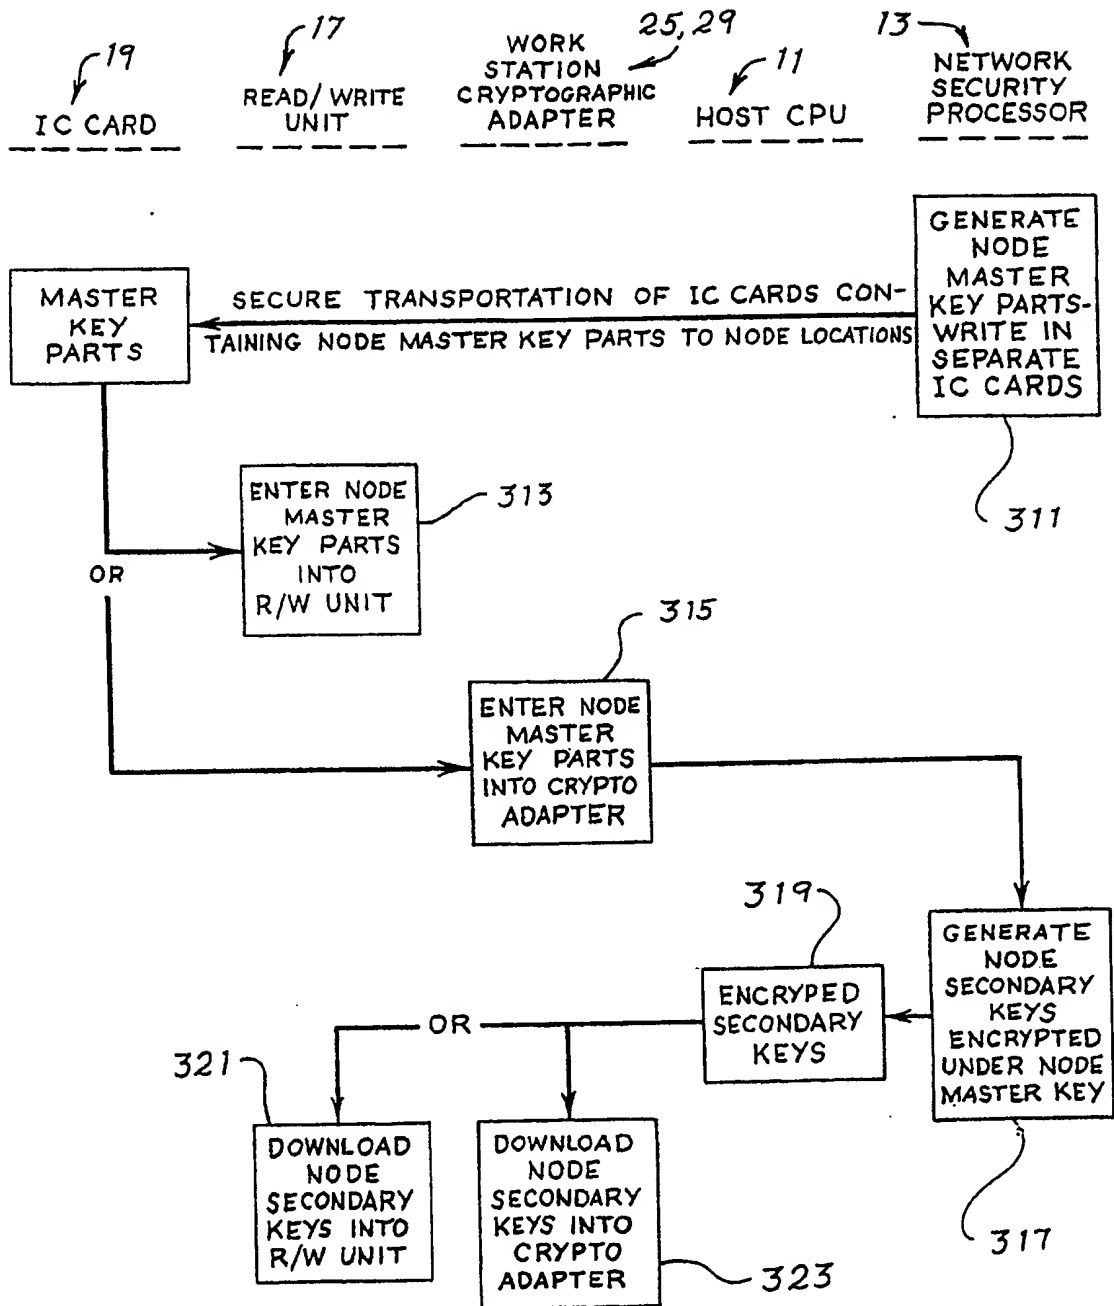 19
IC CARD
17
READ/WRITE
UNIT
25, 29
WORK
STATION
CRYPTOGRAPHIC
ADAPTER
11
HOST CPU
13
NETWORK
SECURITY
PROCESSOR
GENERATE
NODE
MASTER
KEY PARTS-
WRITE IN
SEPARATE
IC CARDS
311
SECURE TRANSPORTATION OF IC CARDS CON-
TAINING NODE MASTER KEY PARTS TO NODE LOCATIONS
MASTER
KEY
PARTS
OR
ENTER NODE
MASTER
KEY PARTS
INTO
R/W UNIT
313
315
ENTER NODE
MASTER
KEY PARTS
INTO CRYPTO
ADAPTER
GENERATE
NODE
SECONDARY
KEYS
ENCRYPTED
UNDER NODE
MASTER KEY
317
319
ENCRYPED
SECONDARY
KEYS
OR
321
DOWNLOAD
NODE
SECONDARY
KEYS INTO
R/W UNIT
DOWNLOAD
NODE
SECONDARY
KEYS INTO
CRYPTO
ADAPTER
323